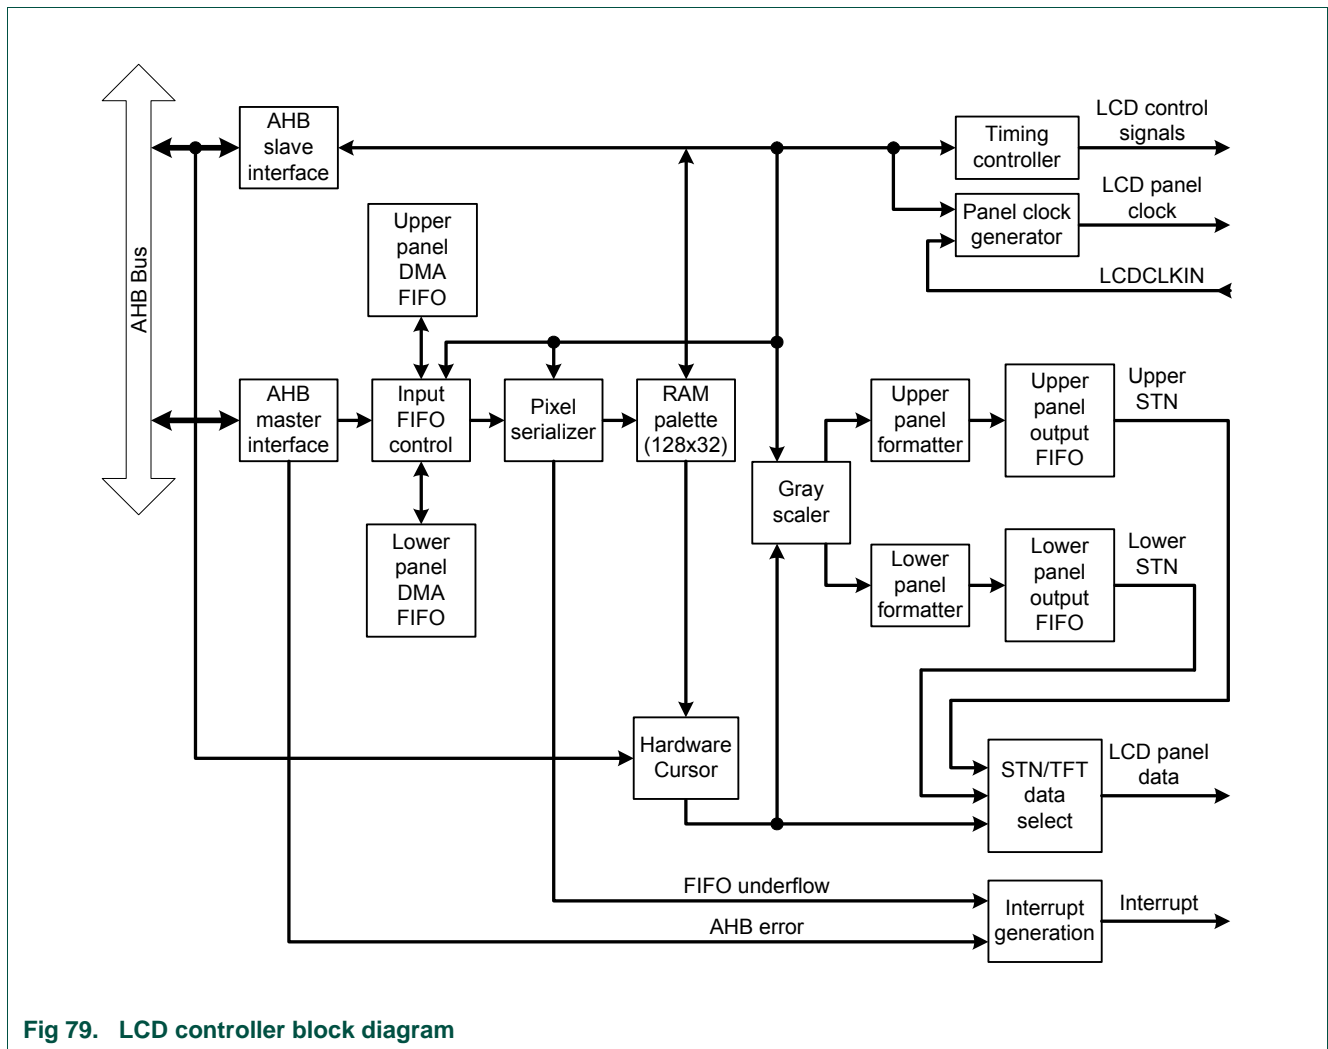 AHB Bus
AHB
slave
interface
Timing
controller
LCD control
signals
Panel clock
generator
LCD panel
clock
LCDCLKIN
Upper
panel
DMA
FIFO
AHB
master
interface
Input
FIFO
control
Pixel
serializer
RAM
palette
(128x32)
Lower
panel
DMA
FIFO
Gray
scaler
Upper
panel
formatter
Upper
panel
output
FIFO
Upper
STN
Lower
panel
formatter
Lower
panel
output
FIFO
Lower
STN
Hardware
Cursor
STN/TFT
data
select
LCD panel
data
FIFO underflow
AHB error
Interrupt
generation
Interrupt
Fig 79. LCD controller block diagram